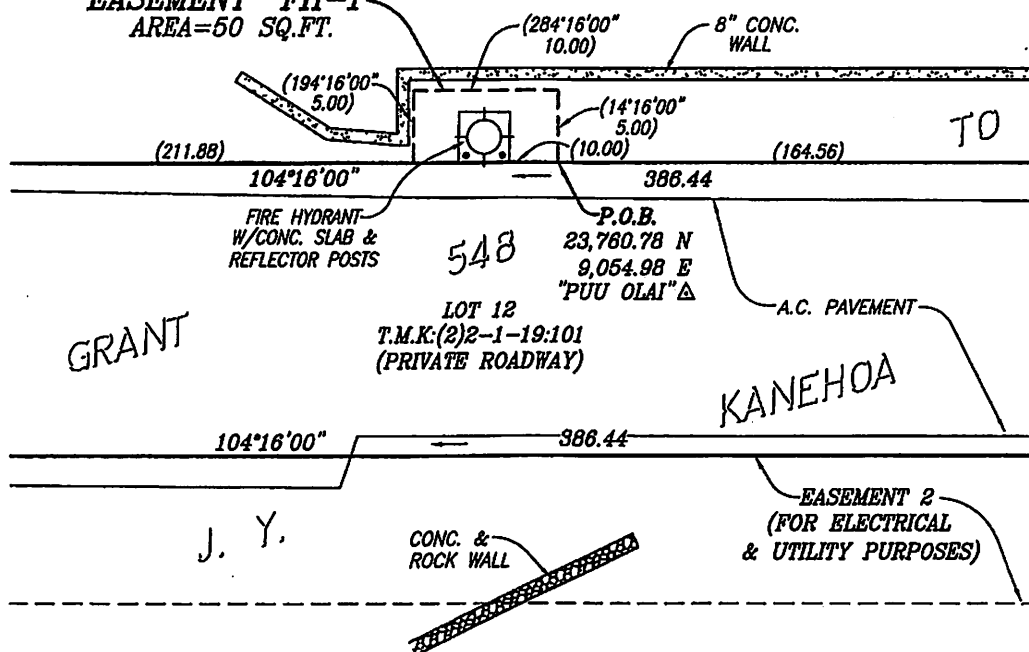 EASEMENT "FH-1"
AREA=50 SQ.FT.
(284°16'00"
10.00)
8" CONC.
WALL
(194°16'00"
5.00)
(14°16'00"
5.00)
TO
(211.88)
(10.00)
(164.56)
104°16'00"
386.44
FIRE HYDRANT
W/CONC. SLAB &
REFLECTOR POSTS
548
P.O.B.
23,760.78 N
9,054.98 E
"PUU OLAI"
LOT 12
T.M.K:(2)2-1-19:101
(PRIVATE ROADWAY)
A.C. PAVEMENT
GRANT
KANEHOA
104°16'00"
386.44
EASEMENT 2
(FOR ELECTRICAL
& UTILITY PURPOSES)
J. Y.
CONC. &
ROCK WALL